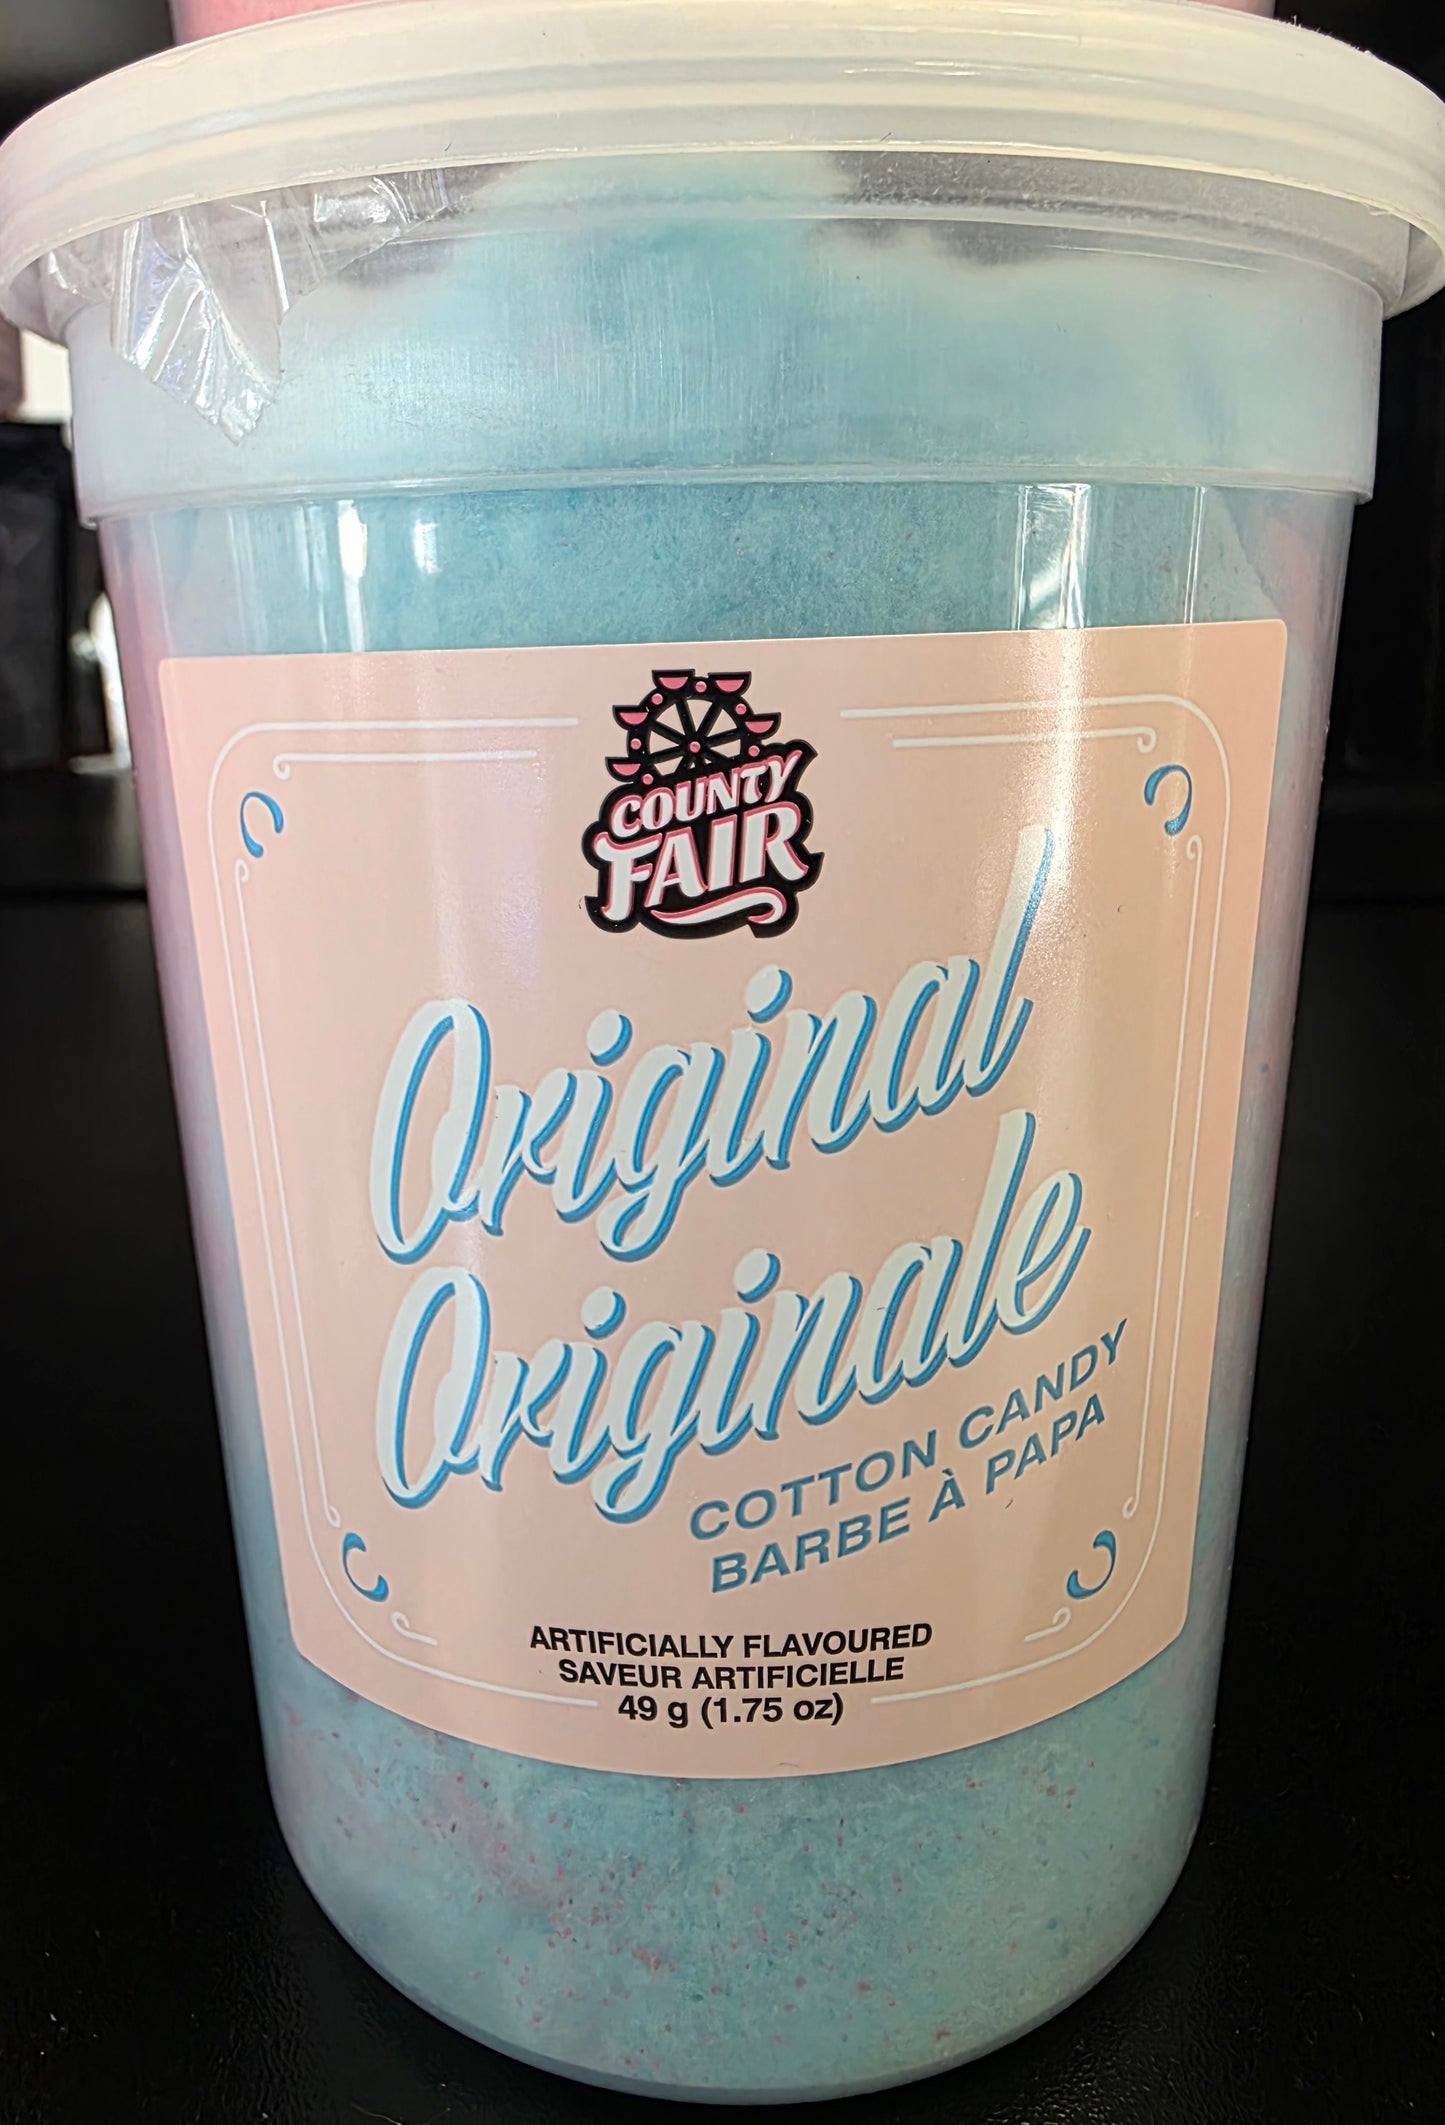 COUNTY
FAIR
Original
Originale
COTTON CANDY
BARBE À PAPA
ARTIFICIALLY FLAVOURED
SAVEUR ARTIFICIELLE
49 g (1.75 oz)